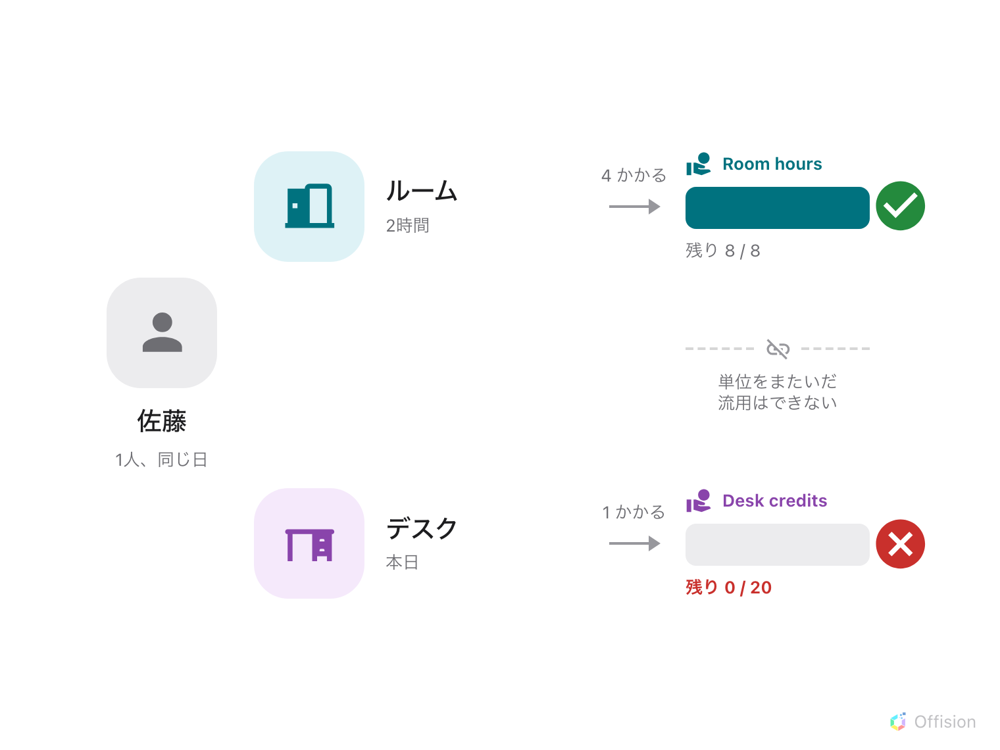 ルーム
2時間
4 かかる
Room hours
残り 8 / 8
佐藤
1人、同じ日
単位をまたいだ
流用はできない
デスク
本日
1 かかる
Desk credits
残り 0 / 20
Offision